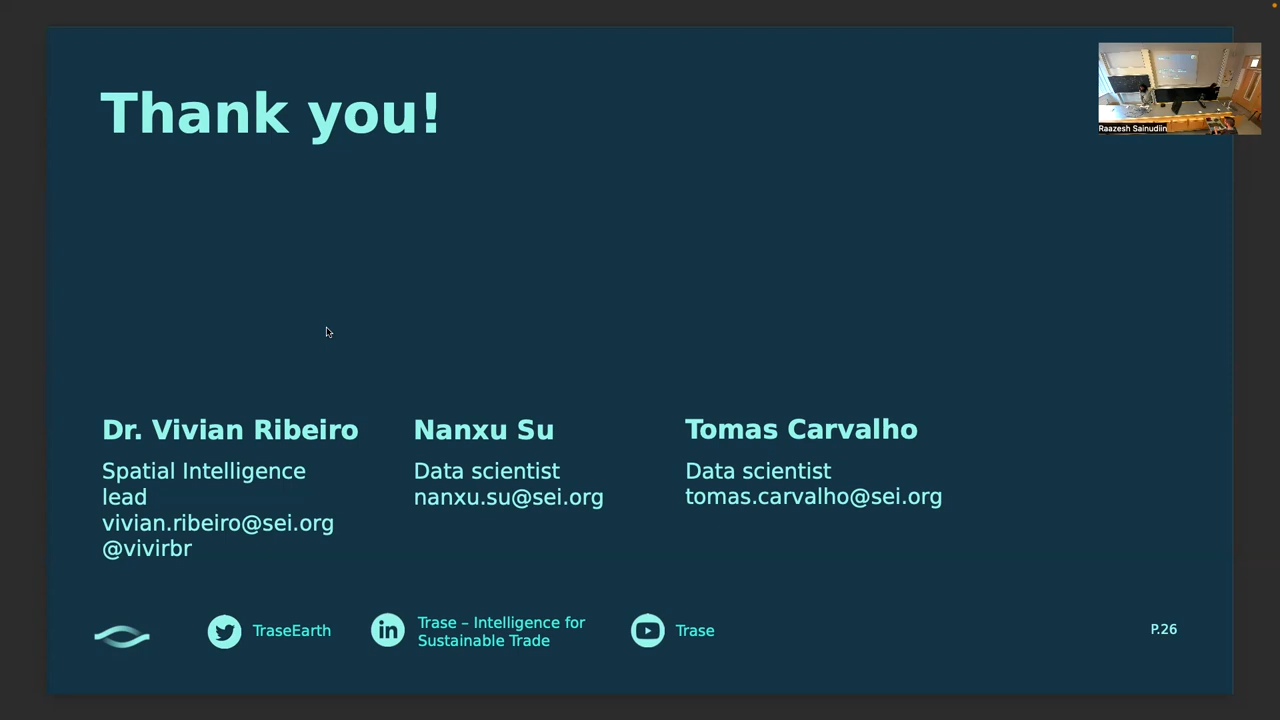 Thank you!
Raazesh Sainudiin
Dr. Vivian Ribeiro
Spatial Intelligence
lead
vivian.ribeiro@sei.org
@vivirbr
Nanxu Su
Data scientist
nanxu.su@sei.org
Tomas Carvalho
Data scientist
tomas.carvalho@sei.org
TraseEarth
Trase – Intelligence for
Sustainable Trade
Trase
P.26